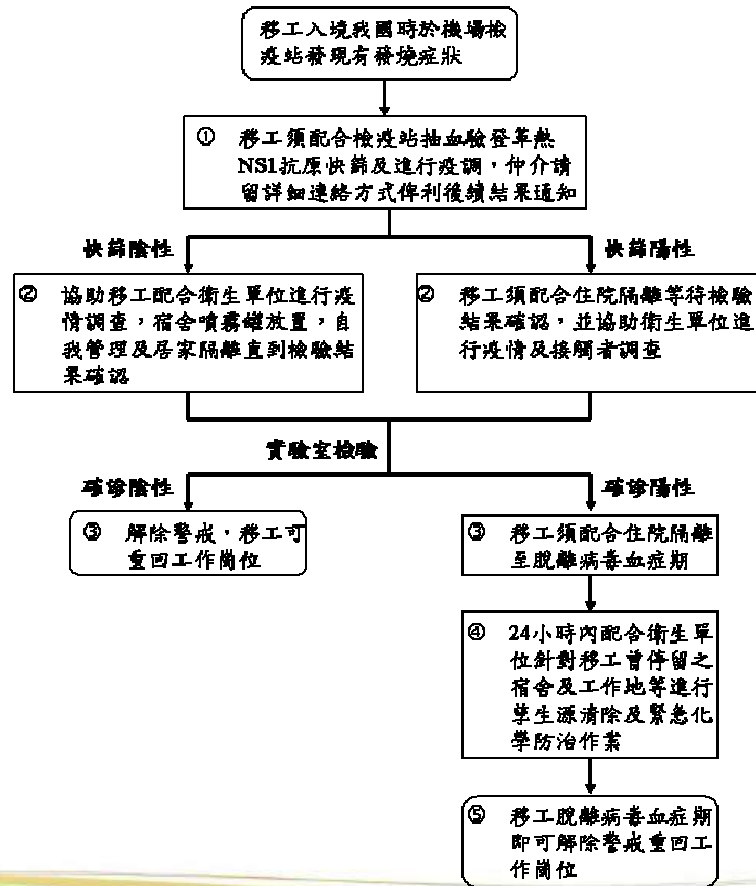 移工入境我國時於機場檢
疫站發現有發燒症狀
① 移工須配合檢疫站抽血驗登革熱
NS1抗原快篩及進行疫調，仲介請
留詳細連絡方式俾利後續結果通知
快篩陰性
快篩陽性
② 協助移工配合衛生單位進行疫
情調查，宿舍噴霧罐放置，自
我管理及居家隔離直到檢驗結
果確認
② 移工須配合住院隔離等待檢驗
結果確認，並協助衛生單位進
行疫情及接觸者調查
實驗室檢驗
確診陰性
確診陽性
③ 解除警戒，移工可
重回工作崗位
③ 移工須配合住院隔離
至脫離病毒血症期
④ 24小時內配合衛生單
位針對移工曾停留之
宿舍及工作地等進行
孳生源清除及緊急化
學防治作業
⑤ 移工脫離病毒血症期
即可解除警戒重回工
作崗位